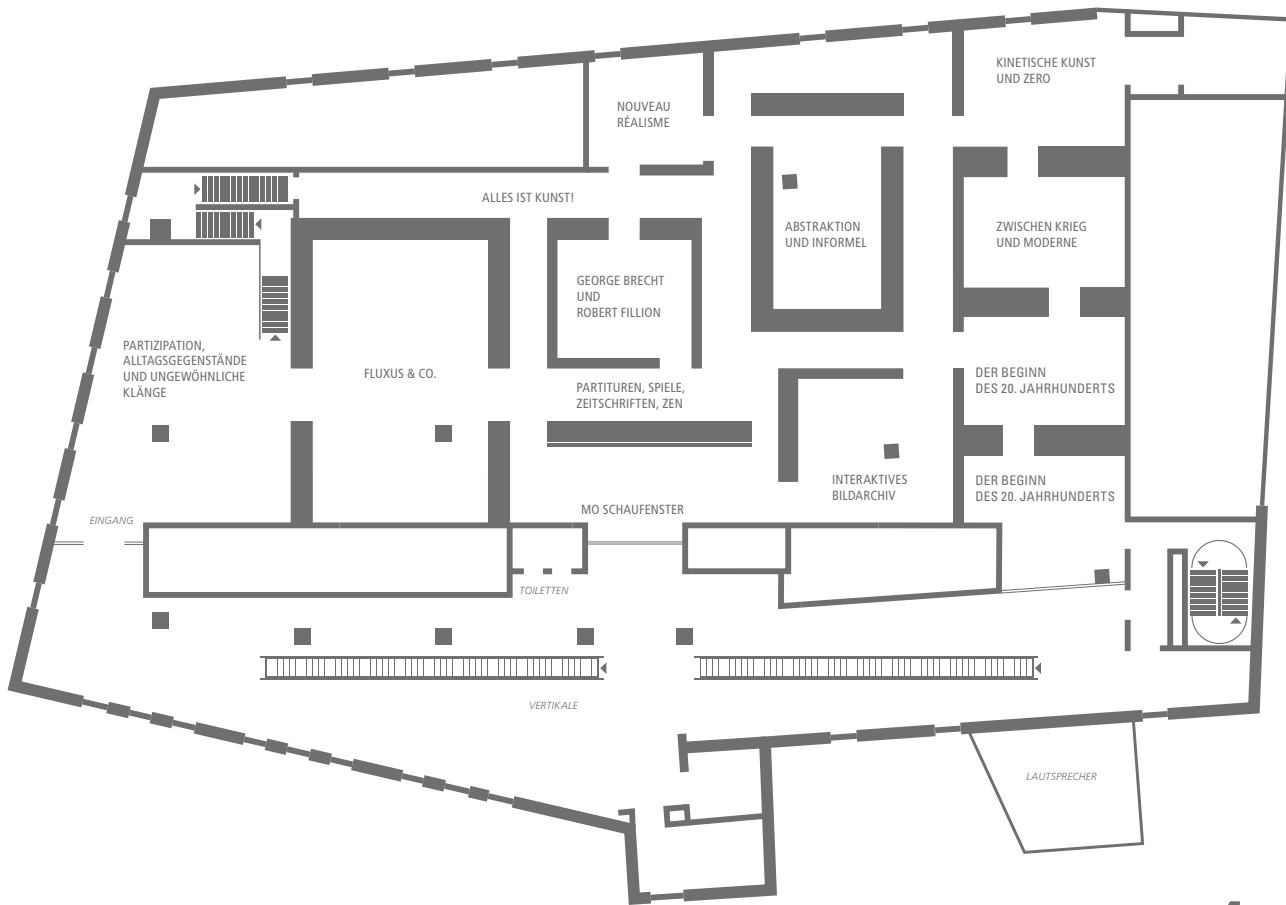 KINETISCHE KUNST
UND ZERO
NOUVEAU
RÉALISME
ALLES IST KUNST!
ABSTRAKTION
UND INFORMEL
ZWISCHEN KRIEG
UND MODERNE
GEORGE BRECHT
UND
ROBERT FILLION
PARTIZIPATION,
ALLTAGSGEGENSTÄNDE
UND UNGEWÖHNLICHE
KLÄNGE
FLUXUS & CO.
PARTITUREN, SPIELE,
ZEITSCHRIFTEN, ZEN
DER BEGINN
DES 20. JAHRHUNDERTS
INTERAKTIVES
BILDARCHIV
DER BEGINN
DES 20. JAHRHUNDERTS
MO SCHAUFENSTER
EINGANG
TOILETTEN
VERTIKALE
LAUTSPRECHER